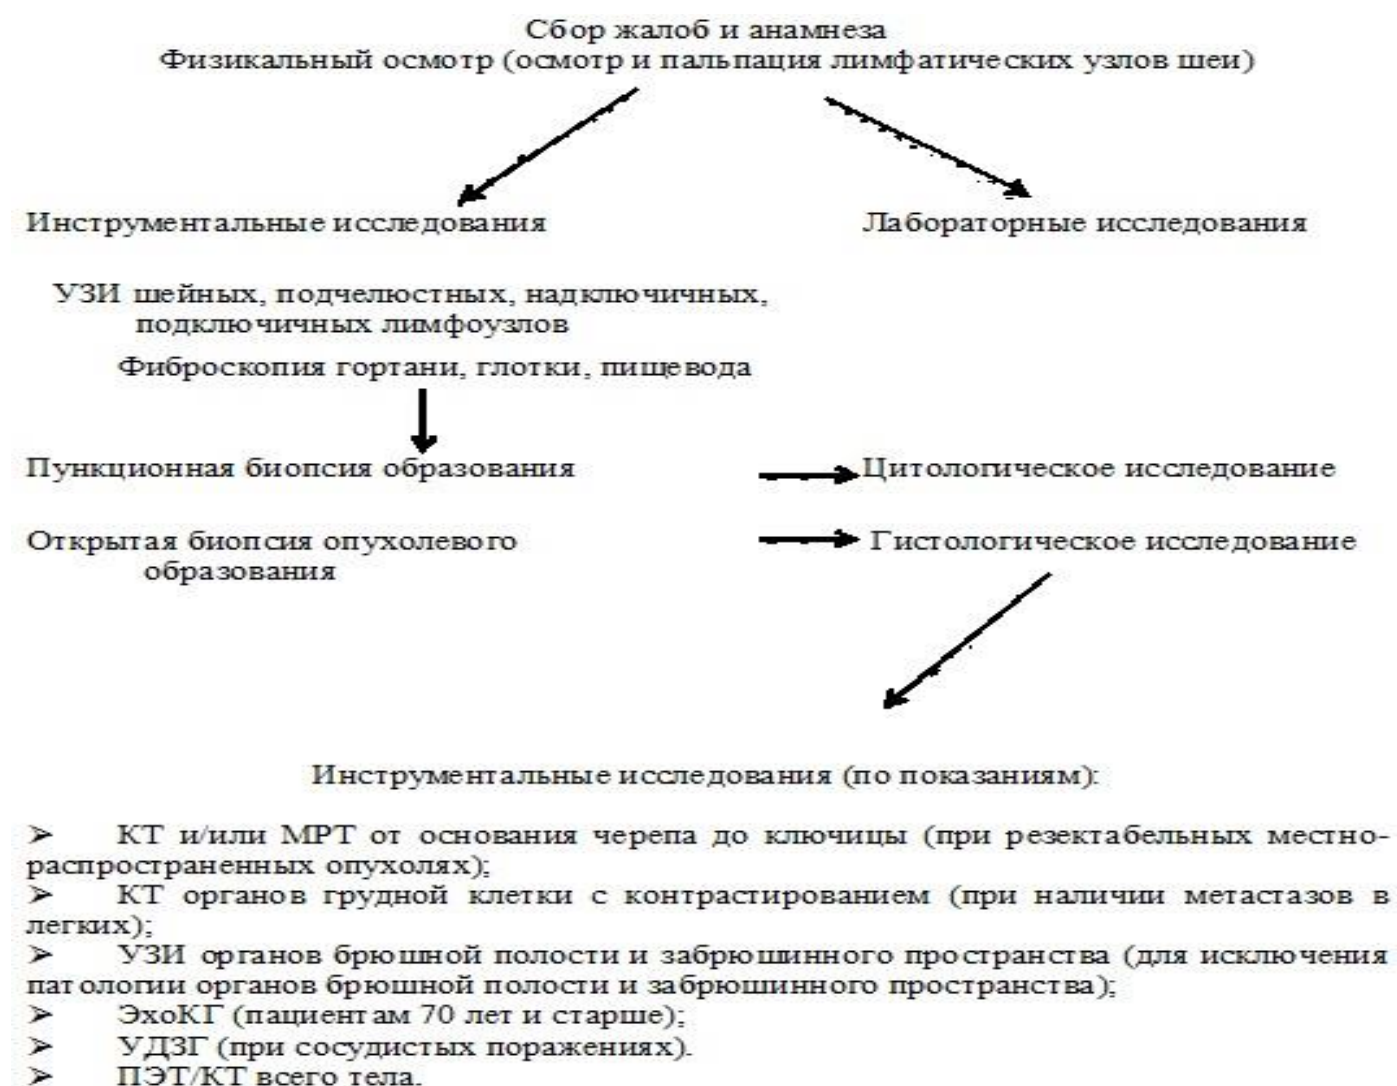 Сбор жалоб и анамнеза
Физикальный осмотр (осмотр и пальпация лимфатических узлов шеи)
Инструментальные исследования
Лабораторные исследования
УЗИ шейных, подчелюстных, надключичных,
подключичных лимфоузлов
Фиброскопия гортани, глотки, пищевода
Пункционная биопсия образования
Цитологическое исследование
Открытая биопсия опухолевого
образования
Гистологическое исследование
Инструментальные исследования (по показаниям):
➢ КТ и/или МРТ от основания черепа до ключицы (при резектабельных местно-
распространенных опухолях);
➢ КТ органов грудной клетки с контрастированием (при наличии метастазов в
легких);
➢ УЗИ органов брюшной полости и забрюшинного пространства (для исключения
патологии органов брюшной полости и забрюшинного пространства);
➢ ЭхоКГ (пациентам 70 лет и старше);
➢ УДЗГ (при сосудистых поражениях).
➢ ПЭТ/КТ всего тела.